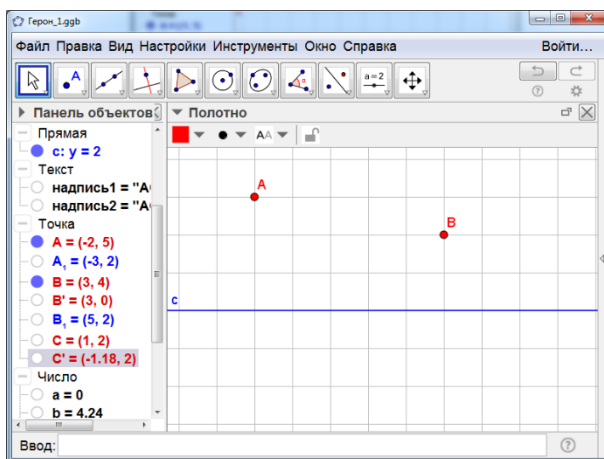 Герон_1.ggb
Файл Правка Вид Настройки Инструменты Окно Справка Войти...
A a=2
Панель объектов Полотно
AA
Прямая
c: y = 2
Текст
надпись1 = "A
надпись2 = "A
Точка
A = (-2, 5)
A₁ = (-3, 2)
B = (3, 4)
B' = (3, 0)
B₁ = (5, 2)
C = (1, 2)
C' = (-1.18, 2)
Число
a = 0
b = 4.24
A
B
c
Ввод: